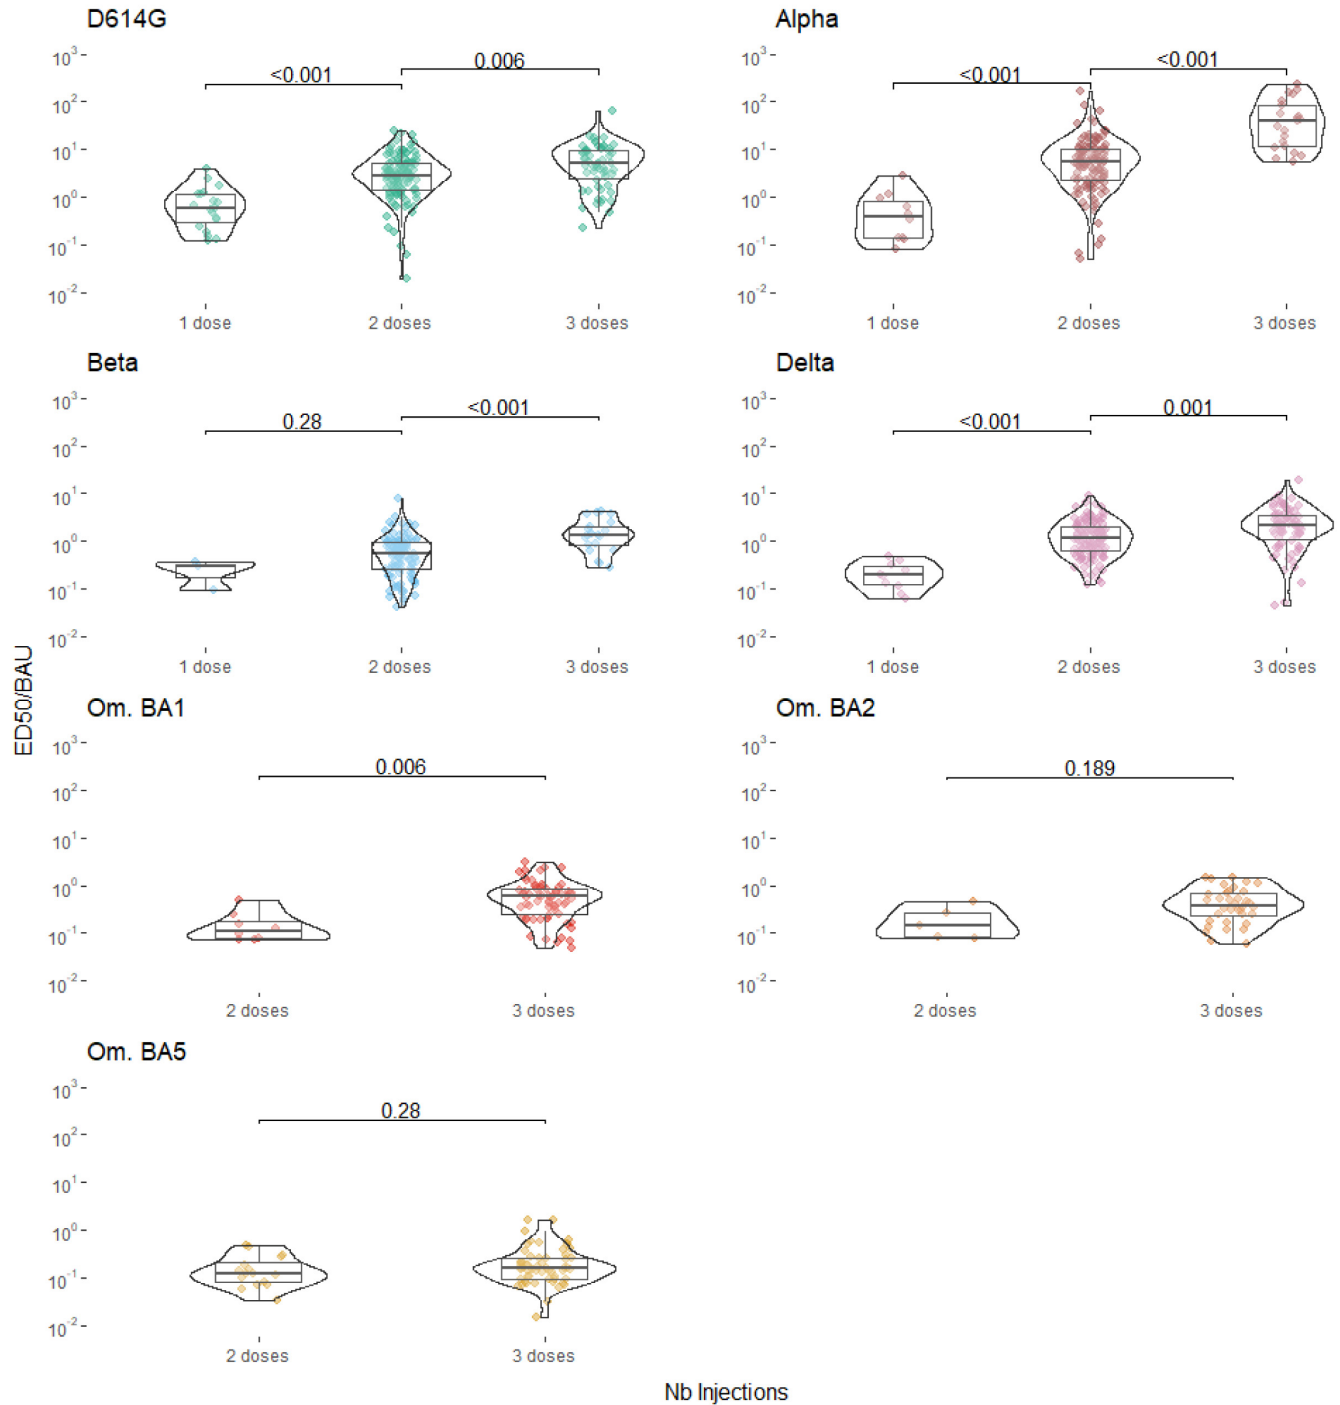 D614G
10³
10²
10¹
10⁰
10⁻¹
10⁻²
<0.001
0.006
1 dose
2 doses
3 doses
Alpha
10³
10²
10¹
10⁰
10⁻¹
10⁻²
<0.001
<0.001
1 dose
2 doses
3 doses
Beta
10³
10²
10¹
10⁰
10⁻¹
10⁻²
0.28
<0.001
1 dose
2 doses
3 doses
Delta
10³
10²
10¹
10⁰
10⁻¹
10⁻²
<0.001
0.001
1 dose
2 doses
3 doses
ED50/BAU
Om. BA1
10³
10²
10¹
10⁰
10⁻¹
10⁻²
0.006
2 doses
3 doses
Om. BA2
10³
10²
10¹
10⁰
10⁻¹
10⁻²
0.189
2 doses
3 doses
Om. BA5
10³
10²
10¹
10⁰
10⁻¹
10⁻²
0.28
2 doses
3 doses
Nb Injections